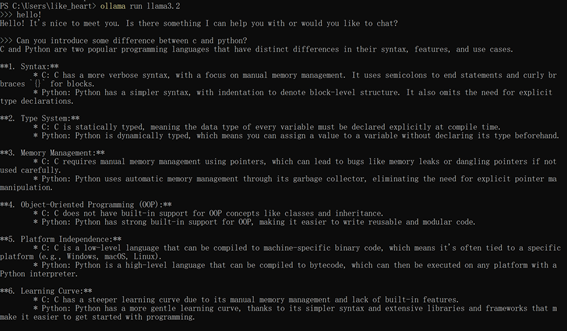 PS C:\Users\like_heart> ollama run llama3.2
>>> hello!
Hello! It's nice to meet you. Is there something I can help you with or would you like to chat?
>>> Can you introduce some difference between c and python?
C and Python are two popular programming languages that have distinct differences in their syntax, features, and use cases.
**1. Syntax:**
* C: C has a more verbose syntax, with a focus on manual memory management. It uses semicolons to end statements and curly br
braces `{}` for blocks.
* Python: Python has a simpler syntax, with indentation to denote block-level structure. It also omits the need for explicit
type declarations.
**2. Type System:**
* C: C is statically typed, meaning the data type of every variable must be declared explicitly at compile time.
* Python: Python is dynamically typed, which means you can assign a value to a variable without declaring its type beforehand.
**3. Memory Management:**
* C: C requires manual memory management using pointers, which can lead to bugs like memory leaks or dangling pointers if not
used carefully.
* Python: Python uses automatic memory management through its garbage collector, eliminating the need for explicit pointer ma
manipulation.
**4. Object-Oriented Programming (OOP):**
* C: C does not have built-in support for OOP concepts like classes and inheritance.
* Python: Python has strong built-in support for OOP, making it easier to write reusable and modular code.
**5. Platform Independence:**
* C: C is a low-level language that can be compiled to machine-specific binary code, which means it's often tied to a specific
platform (e.g., Windows, macOS, Linux).
* Python: Python is a high-level language that can be compiled to bytecode, which can then be executed on any platform with a
Python interpreter.
**6. Learning Curve:**
* C: C has a steeper learning curve due to its manual memory management and lack of built-in features.
* Python: Python has a more gentle learning curve, thanks to its simpler syntax and extensive libraries and frameworks that m
make it easier to get started with programming.